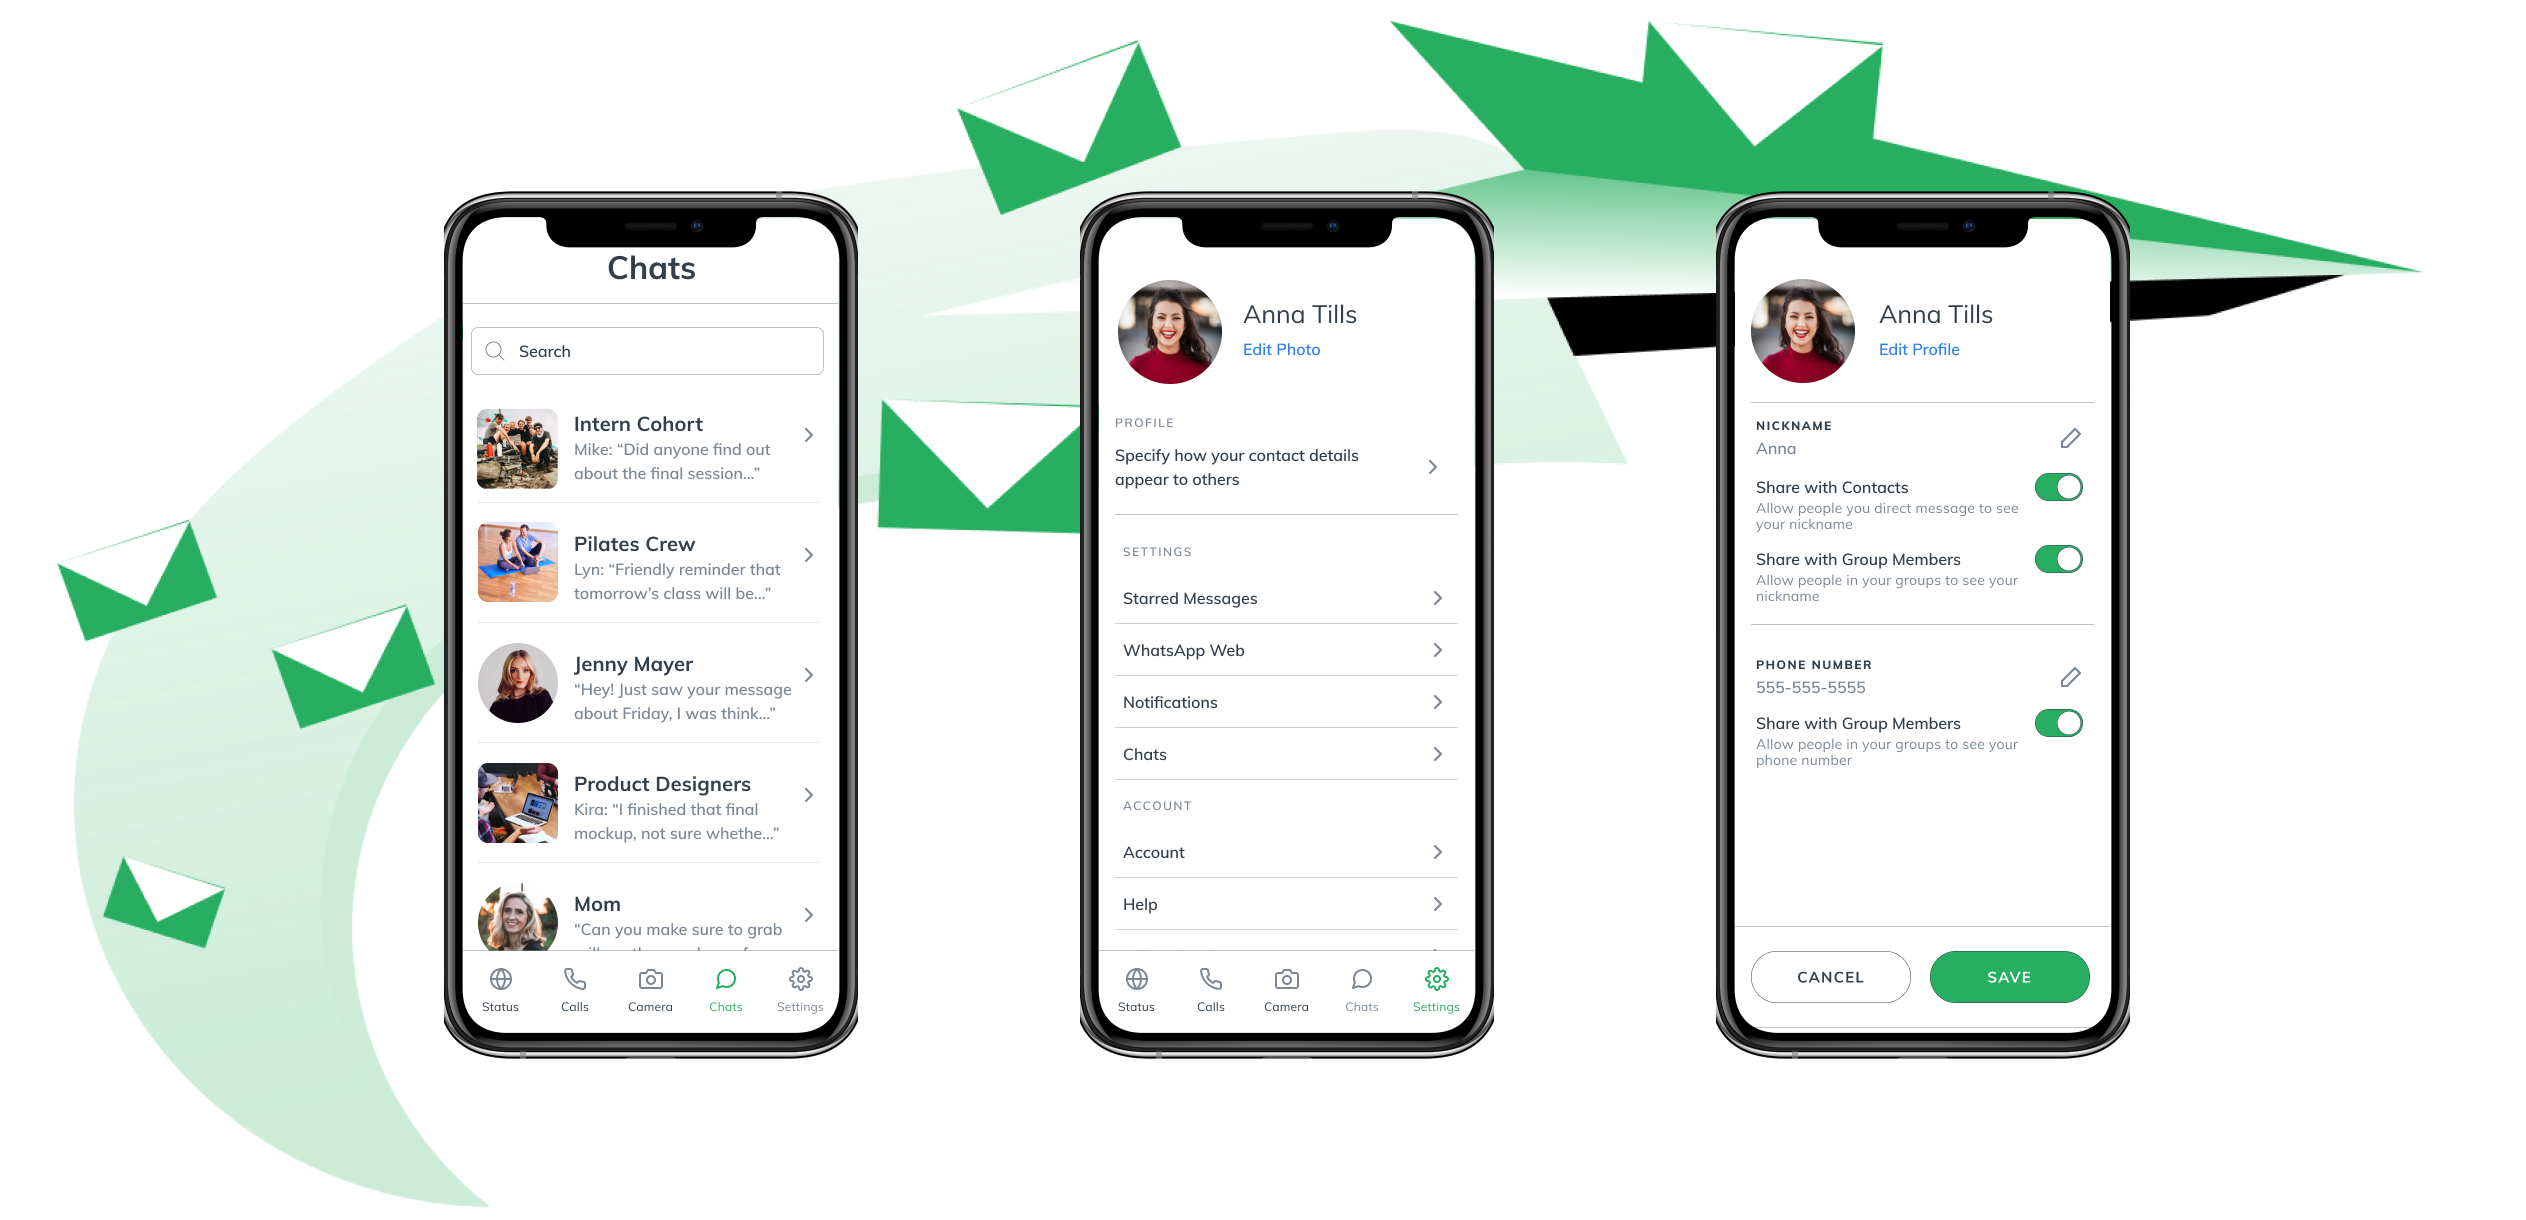 Chats
Search
Intern Cohort
Mike: “Did anyone find out
about the final session...”
Pilates Crew
Lyn: “Friendly reminder that
tomorrow’s class will be...”
Jenny Mayer
“Hey! Just saw your message
about Friday, I was think...”
Product Designers
Kira: “I finished that final
mockup, not sure whethe...”
Mom
“Can you make sure to grab
Status
Calls
Camera
Chats
Settings
Anna Tills
Edit Photo
PROFILE
Specify how your contact details
appear to others
SETTINGS
Starred Messages
WhatsApp Web
Notifications
Chats
ACCOUNT
Account
Help
Status
Calls
Camera
Chats
Settings
Anna Tills
Edit Profile
NICKNAME
Anna
Share with Contacts
Allow people you direct message to see
your nickname
Share with Group Members
Allow people in your groups to see your
nickname
PHONE NUMBER
555-555-5555
Share with Group Members
Allow people in your groups to see your
phone number
CANCEL
SAVE